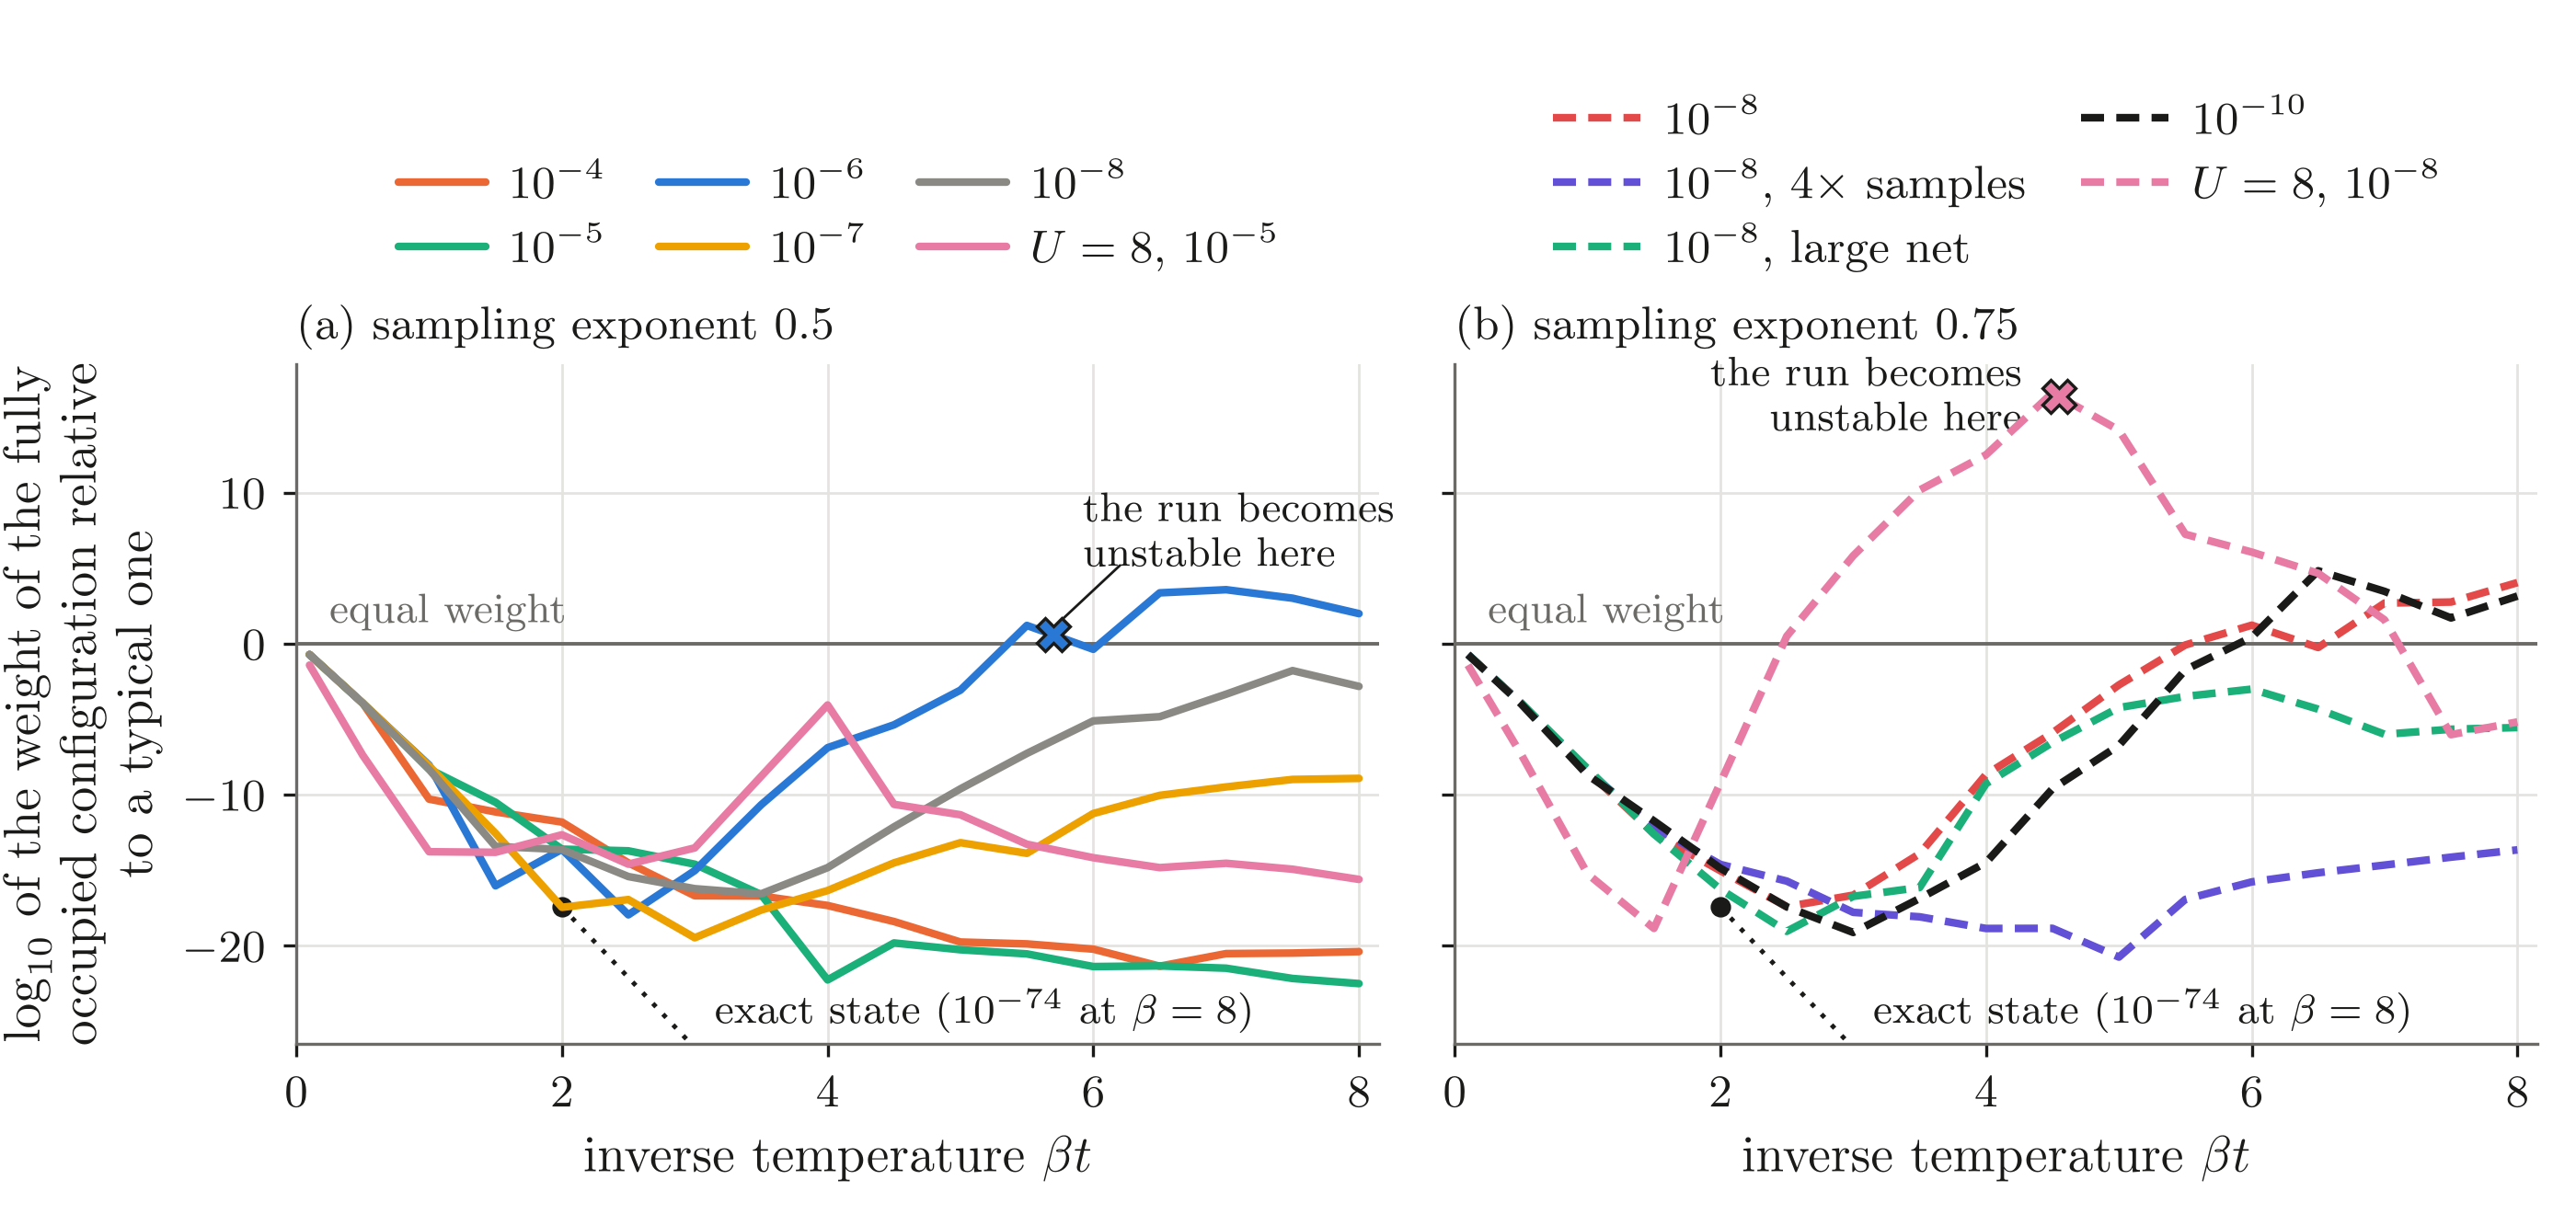 10⁻⁴
10⁻⁶
10⁻⁸
10⁻⁵
10⁻⁷
U = 8, 10⁻⁵
10⁻⁸
10⁻¹⁰
10⁻⁸, 4× samples
U = 8, 10⁻⁸
10⁻⁸, large net
(a) sampling exponent 0.5
(b) sampling exponent 0.75
log₁₀ of the weight of the fully
occupied configuration relative
to a typical one
10
0
−10
−20
the run becomes
unstable here
equal weight
exact state (10⁻⁷⁴ at β = 8)
0
2
4
6
8
inverse temperature βt
the run becomes
unstable here
equal weight
exact state (10⁻⁷⁴ at β = 8)
0
2
4
6
8
inverse temperature βt